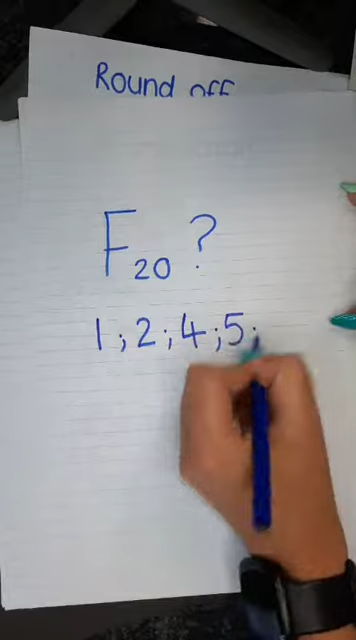 Round off
F₂₀ ?
1 ; 2 ; 4 ; 5 ;